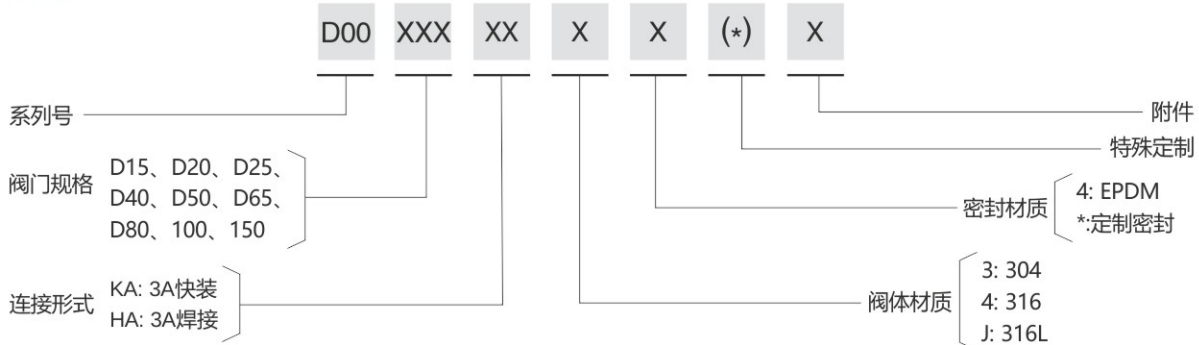 D00 XXX XX X X (*) X
系列号
附件
特殊定制
阀门规格
D15、D20、D25、
D40、D50、D65、
D80、100、150
密封材质
4: EPDM
*:定制密封
连接形式
KA: 3A快装
HA: 3A焊接
阀体材质
3: 304
4: 316
J: 316L